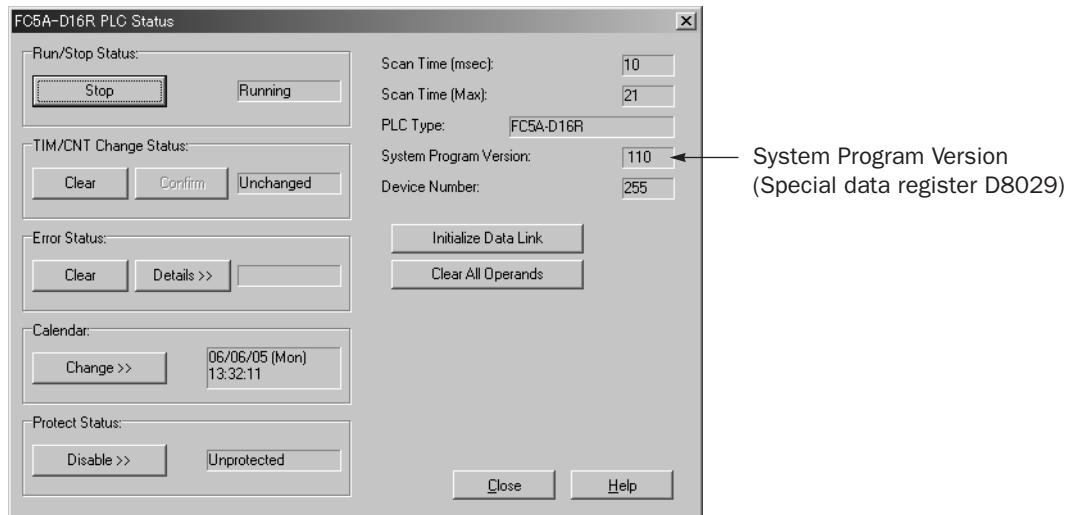 FC5A-D16R PLC Status
Run/Stop Status:
Stop
Running
TIM/CNT Change Status:
Clear
Confirm
Unchanged
Error Status:
Clear
Details >>
Calendar:
Change >>
06/06/05 (Mon)
13:32:11
Protect Status:
Disable >>
Unprotected
Scan Time (msec):
10
Scan Time (Max):
21
PLC Type:
FC5A-D16R
System Program Version:
110
Device Number:
255
Initialize Data Link
Clear All Operands
Close
Help
System Program Version
(Special data register D8029)